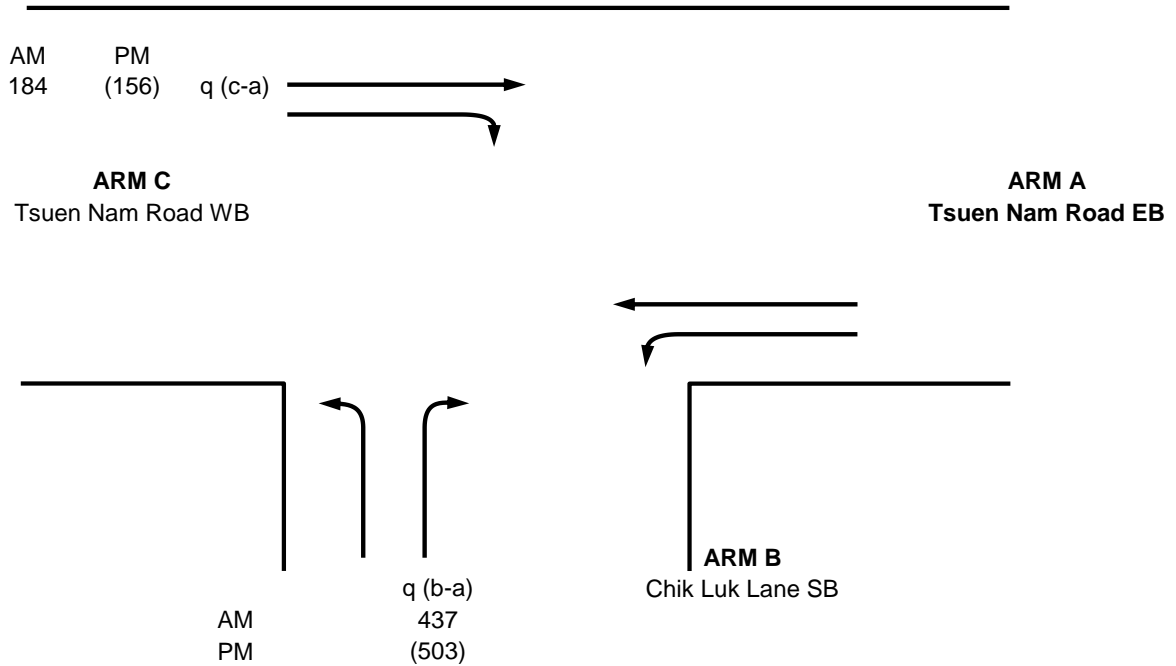 AM PM
184 (156) q (c-a)
ARM C
Tsuen Nam Road WB
ARM A
Tsuen Nam Road EB
ARM B
Chik Luk Lane SB
q (b-a)
AM 437
PM (503)